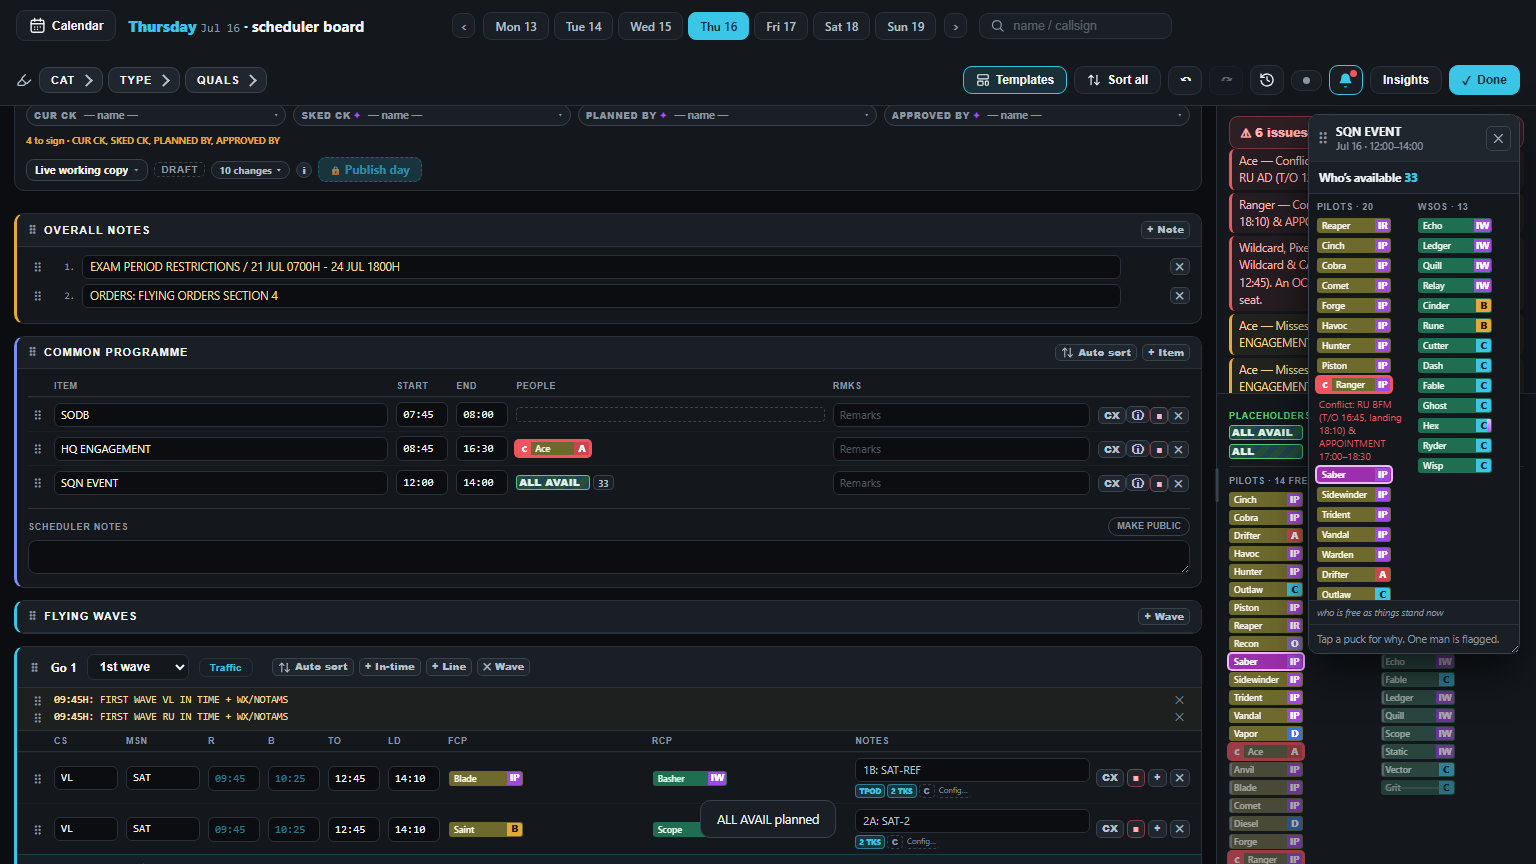 Calendar
Thursday Jul 16 · scheduler board
‹ Mon 13 Tue 14 Wed 15 Thu 16 Fri 17 Sat 18 Sun 19 ›
name / callsign
CAT TYPE QUALS
Templates Sort all Insights ✓ Done
CUR CK — name —
SKED CK — name —
PLANNED BY — name —
APPROVED BY — name —
4 to sign · CUR CK, SKED CK, PLANNED BY, APPROVED BY
Live working copy DRAFT 10 changes i Publish day
OVERALL NOTES
+ Note
1. EXAM PERIOD RESTRICTIONS / 21 JUL 0700H - 24 JUL 1800H
2. ORDERS: FLYING ORDERS SECTION 4
COMMON PROGRAMME
Auto sort + Item
ITEM START END PEOPLE RMKS
SODB 07:45 08:00 Remarks CX
HQ ENGAGEMENT 08:45 16:30 c Ace A Remarks CX
SQN EVENT 12:00 14:00 ALL AVAIL 33 Remarks CX
SCHEDULER NOTES
MAKE PUBLIC
FLYING WAVES
+ Wave
Go 1 1st wave Traffic Auto sort + In-time + Line X Wave
09:45H: FIRST WAVE VL IN TIME + WX/NOTAMS
09:45H: FIRST WAVE RU IN TIME + WX/NOTAMS
CS MSN R B TO LD FCP RCP NOTES
VL SAT 09:45 10:25 12:45 14:10 Blade IP Basher IW 1B: SAT-REF CX
TPOD 2 TKS C Config...
VL SAT 09:45 10:25 12:45 14:10 Saint B Scope 2A: SAT-2 CX
2 TKS C Config...
ALL AVAIL planned
6 issues
Ace — Conflic
RU AD (T/O 1
Ranger — Co
18:10) & APP
Wildcard, Pixe
Wildcard & C
12:45). An OC
seat.
Ace — Misses
ENGAGEMEN
Ace — Misses
ENGAGEMEN
PLACEHOLDERS
ALL AVAIL
ALL
PILOTS · 14 FRE
Cinch IP
Cobra IP
Drifter A
Havoc IP
Hunter IP
Outlaw C
Piston IP
Reaper IR
Recon O
Saber IP
Sidewinder IP
Trident IP
Vandal IP
Vapor D
c Ace A
Anvil IP
Blade IP
Comet IP
Diesel D
Forge IP
c Ranger IP
Echo IW
Fable C
Ledger IW
Quill IW
Scope IW
Static IW
Vector C
Grit C
SQN EVENT
Jul 16 · 12:00–14:00
Who's available 33
PILOTS · 20
Reaper IR
Cinch IP
Cobra IP
Comet IP
Forge IP
Havoc IP
Hunter IP
Piston IP
c Ranger IP
Conflict: RU BFM
(T/O 16:45, landing
18:10) &
APPOINTMENT
17:00–18:30
Saber IP
Sidewinder IP
Trident IP
Vandal IP
Warden IP
Drifter A
Outlaw C
WSOS · 13
Echo IW
Ledger IW
Quill IW
Relay IW
Cinder B
Rune B
Cutter C
Dash C
Fable C
Ghost C
Hex C
Ryder C
Wisp C
who is free as things stand now
Tap a puck for why. One man is flagged.